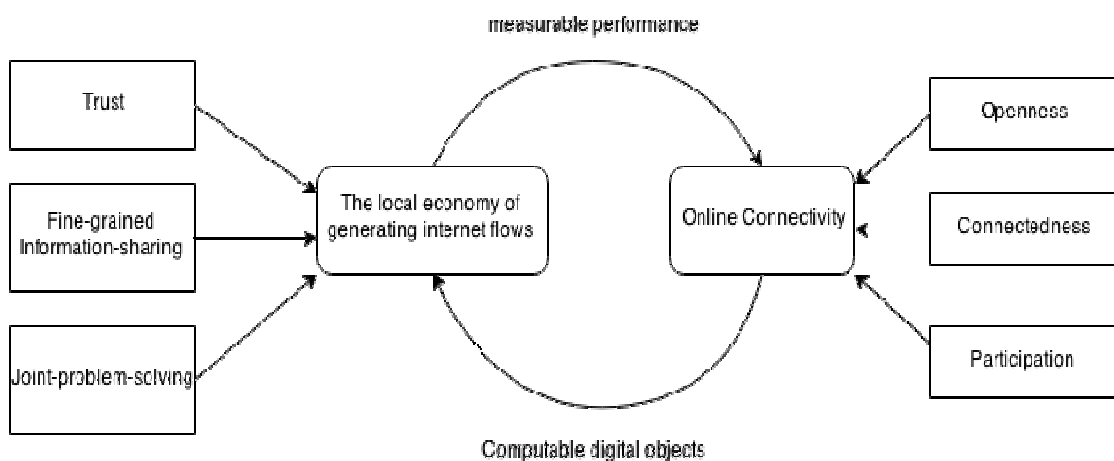 measurable performance
Trust
Openness
Fine-grained
Information-sharing
The local economy of
generating internet flows
Online Connectivity
Connectedness
Joint-problem-solving
Participation
Computable digital objects